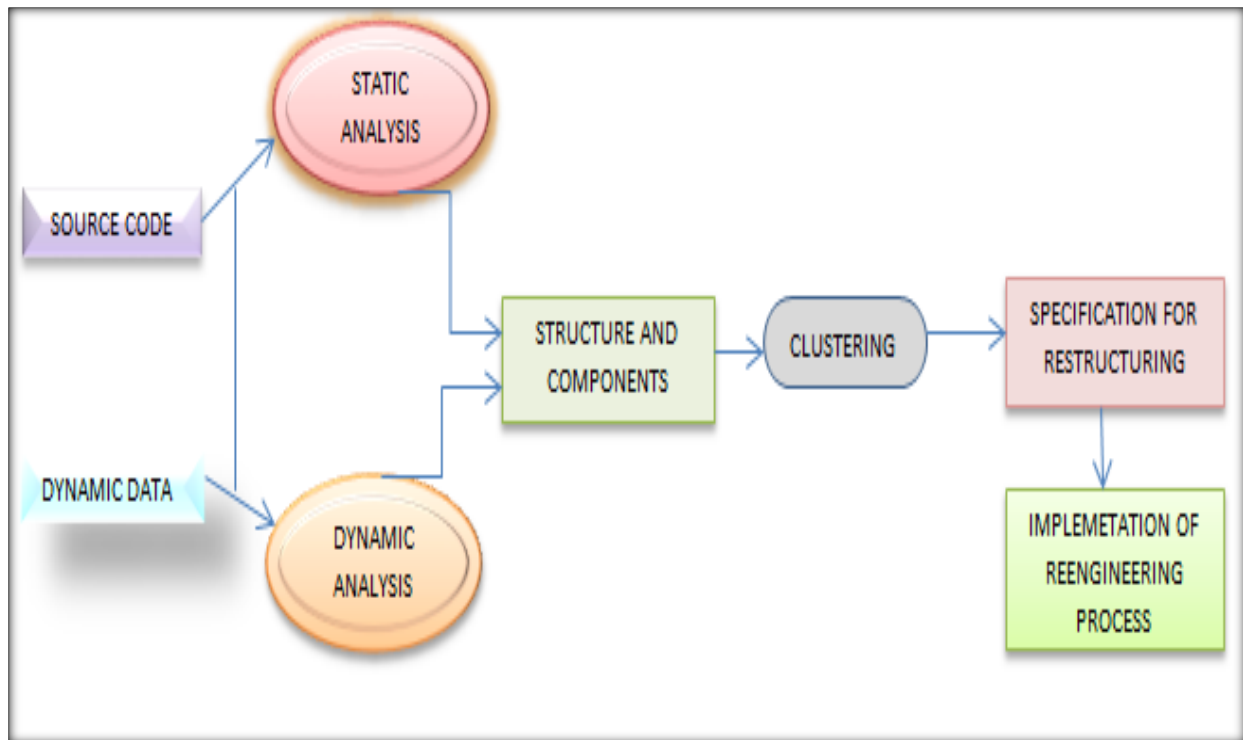 STATIC
ANALYSIS
SOURCE CODE
DYNAMIC DATA
DYNAMIC
ANALYSIS
STRUCTURE AND
COMPONENTS
CLUSTERING
SPECIFICATION FOR
RESTRUCTURING
IMPLEMETATION OF
REENGINEERING
PROCESS